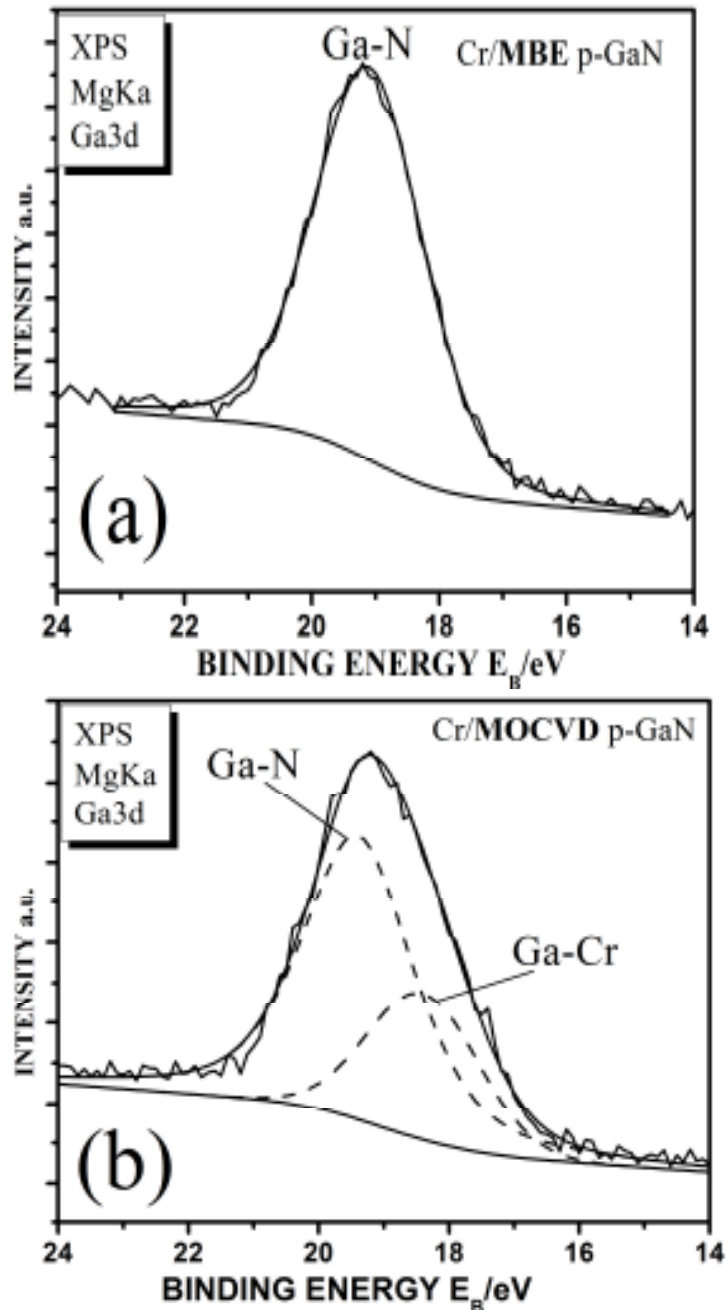 XPS
MgKa
Ga3d
Ga-N
Cr/MBE p-GaN
INTENSITY a.u.
(a)
24 22 20 18 16 14
BINDING ENERGY E_B/eV
XPS
MgKa
Ga3d
Cr/MOCVD p-GaN
Ga-N
Ga-Cr
INTENSITY a.u.
(b)
24 22 20 18 16 14
BINDING ENERGY E_B/eV